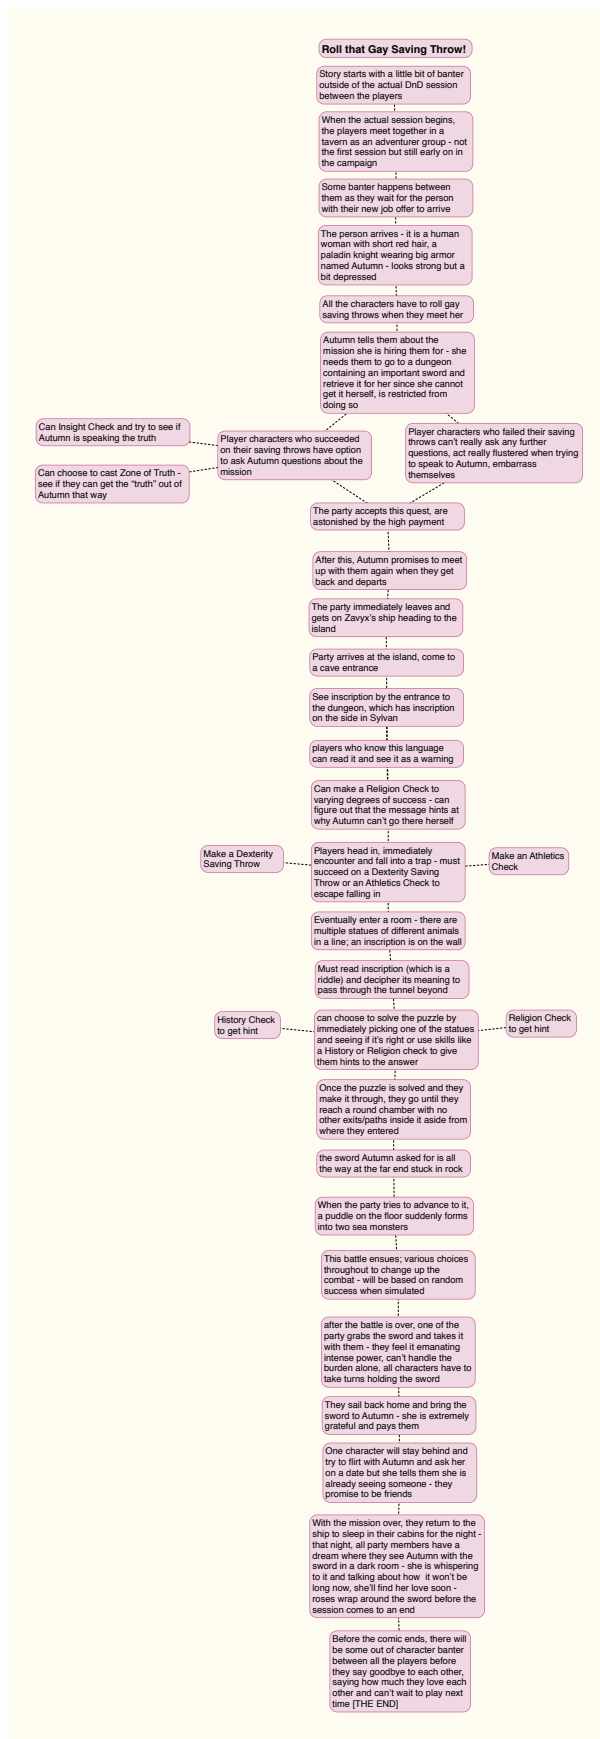 Roll that Gay Saving Throw!
Story starts with a little bit of banter
outside of the actual DnD session
between the players
When the actual session begins,
the players meet together in a
tavern as an adventurer group - not
the first session but still early on in
the campaign
Some banter happens between
them as they wait for the person
with their new job offer to arrive
The person arrives - it is a human
woman with short red hair, a
paladin knight wearing big armor
named Autumn - looks strong but a
bit depressed
All the characters have to roll gay
saving throws when they meet her
Autumn tells them about the
mission she is hiring them for - she
needs them to go to a dungeon
containing an important sword and
retrieve it for her since she cannot
get it herself, is restricted from
doing so
Can Insight Check and try to see if
Autumn is speaking the truth
Can choose to cast Zone of Truth -
see if they can get the “truth” out of
Autumn that way
Player characters who succeeded
on their saving throws have option
to ask Autumn questions about the
mission
Player characters who failed their saving
throws can’t really ask any further
questions, act really flustered when trying
to speak to Autumn, embarrass
themselves
The party accepts this quest, are
astonished by the high payment
After this, Autumn promises to meet
up with them again when they get
back and departs
The party immediately leaves and
gets on Zavyx’s ship heading to the
island
Party arrives at the island, come to
a cave entrance
See inscription by the entrance to
the dungeon, which has inscription
on the side in Sylvan
players who know this language
can read it and see it as a warning
Can make a Religion Check to
varying degrees of success - can
figure out that the message hints at
why Autumn can’t go there herself
Make a Dexterity
Saving Throw
Players head in, immediately
encounter and fall into a trap - must
succeed on a Dexterity Saving
Throw or an Athletics Check to
escape falling in
Make an Athletics
Check
Eventually enter a room - there are
multiple statues of different animals
in a line; an inscription is on the wall
Must read inscription (which is a
riddle) and decipher its meaning to
pass through the tunnel beyond
History Check
to get hint
can choose to solve the puzzle by
immediately picking one of the statues
and seeing if it’s right or use skills like
a History or Religion check to give
them hints to the answer
Religion Check
to get hint
Once the puzzle is solved and they
make it through, they go until they
reach a round chamber with no
other exits/paths inside it aside from
where they entered
the sword Autumn asked for is all
the way at the far end stuck in rock
When the party tries to advance to it,
a puddle on the floor suddenly forms
into two sea monsters
This battle ensues; various choices
throughout to change up the
combat - will be based on random
success when simulated
after the battle is over, one of the
party grabs the sword and takes it
with them - they feel it emanating
intense power, can’t handle the
burden alone, all characters have to
take turns holding the sword
They sail back home and bring the
sword to Autumn - she is extremely
grateful and pays them
One character will stay behind and
try to flirt with Autumn and ask her
on a date but she tells them she is
already seeing someone - they
promise to be friends
With the mission over, they return to the
ship to sleep in their cabins for the night -
that night, all party members have a
dream where they see Autumn with the
sword in a dark room - she is whispering
to it and talking about how  it won’t be
long now, she’ll find her love soon -
roses wrap around the sword before the
session comes to an end
Before the comic ends, there will
be some out of character banter
between all the players before
they say goodbye to each other,
saying how much they love each
other and can’t wait to play next
time [THE END]